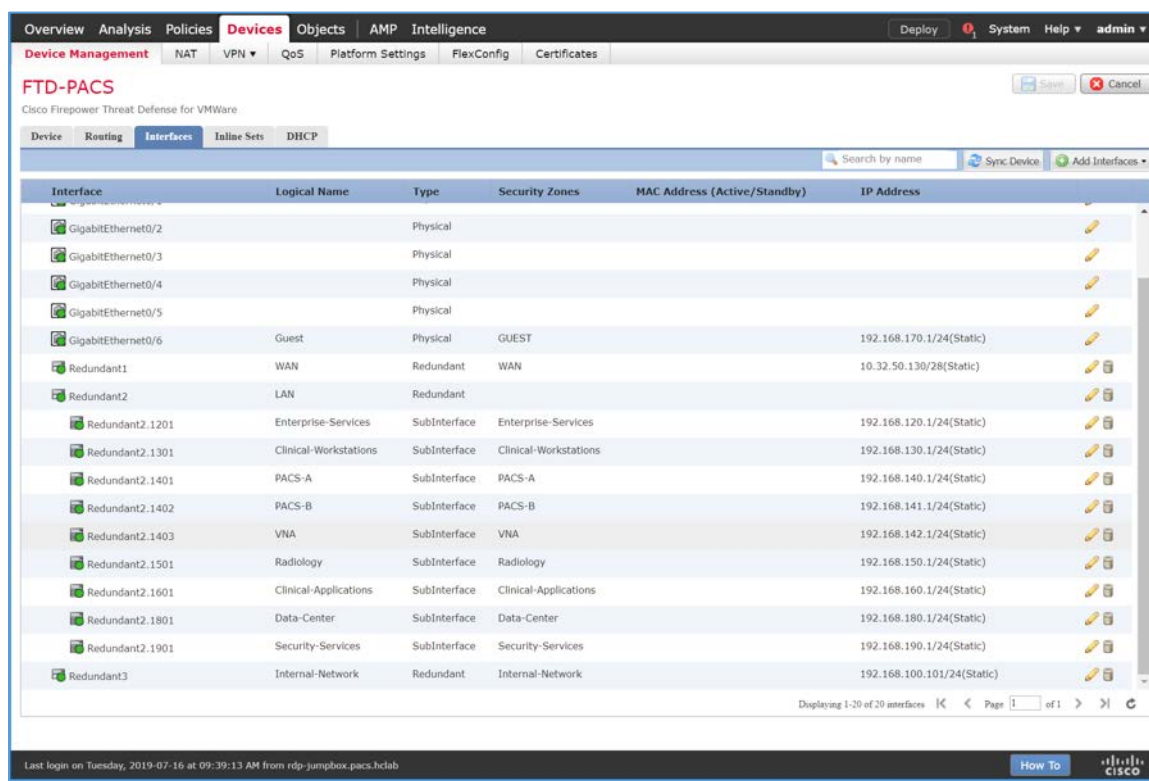 Overview Analysis Policies Devices Objects AMP Intelligence Deploy System Help admin
Device Management NAT VPN QoS Platform Settings FlexConfig Certificates
FTD-PACS Save Cancel
Cisco Firepower Threat Defense for VMWare
Device Routing Interfaces Inline Sets DHCP
Search by name Sync Device Add Interfaces
Interface Logical Name Type Security Zones MAC Address (Active/Standby) IP Address
GigabitEthernet0/2 Physical
GigabitEthernet0/3 Physical
GigabitEthernet0/4 Physical
GigabitEthernet0/5 Physical
GigabitEthernet0/6 Guest Physical GUEST 192.168.170.1/24(Static)
Redundant1 WAN Redundant WAN 10.32.50.130/28(Static)
Redundant2 LAN Redundant
Redundant2.1201 Enterprise-Services SubInterface Enterprise-Services 192.168.120.1/24(Static)
Redundant2.1301 Clinical-Workstations SubInterface Clinical-Workstations 192.168.130.1/24(Static)
Redundant2.1401 PACS-A SubInterface PACS-A 192.168.140.1/24(Static)
Redundant2.1402 PACS-B SubInterface PACS-B 192.168.141.1/24(Static)
Redundant2.1403 VNA SubInterface VNA 192.168.142.1/24(Static)
Redundant2.1501 Radiology SubInterface Radiology 192.168.150.1/24(Static)
Redundant2.1601 Clinical-Applications SubInterface Clinical-Applications 192.168.160.1/24(Static)
Redundant2.1801 Data-Center SubInterface Data-Center 192.168.180.1/24(Static)
Redundant2.1901 Security-Services SubInterface Security-Services 192.168.190.1/24(Static)
Redundant3 Internal-Network Redundant Internal-Network 192.168.100.101/24(Static)
Displaying 1-20 of 20 interfaces Page 1 of 1
Last login on Tuesday, 2019-07-16 at 09:39:13 AM from rdp-jumpbox.pacs.hclab How To CISCO